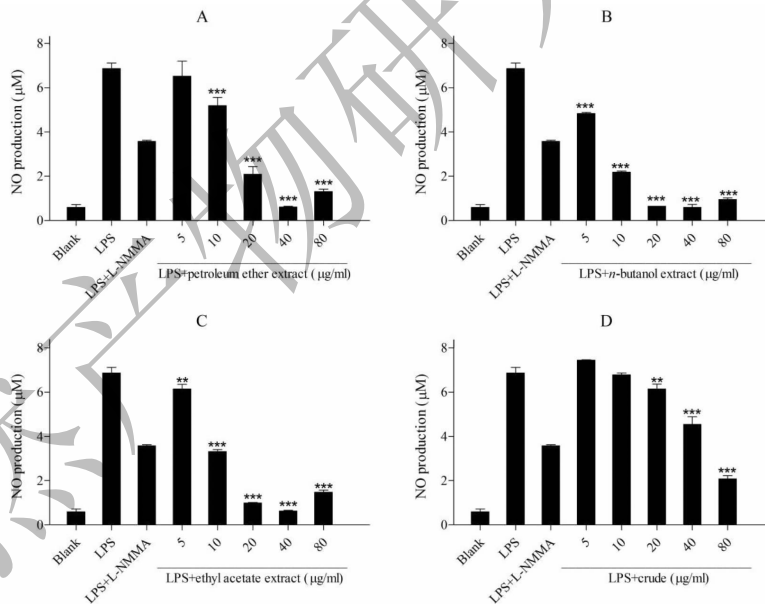 A
NO production (μM)
8
6
4
2
0
***
***
***
***
Blank
LPS
LPS+L-NMMA
5
10
20
40
80
LPS+petroleum ether extract (μg/ml)
B
NO production (μM)
8
6
4
2
0
***
***
***
***
***
Blank
LPS
LPS+L-NMMA
5
10
20
40
80
LPS+n-butanol extract (μg/ml)
C
NO production (μM)
8
6
4
2
0
**
***
***
***
***
Blank
LPS
LPS+L-NMMA
5
10
20
40
80
LPS+ethyl acetate extract (μg/ml)
D
NO production (μM)
8
6
4
2
0
**
***
***
Blank
LPS
LPS+L-NMMA
5
10
20
40
80
LPS+crude (μg/ml)
然产物研